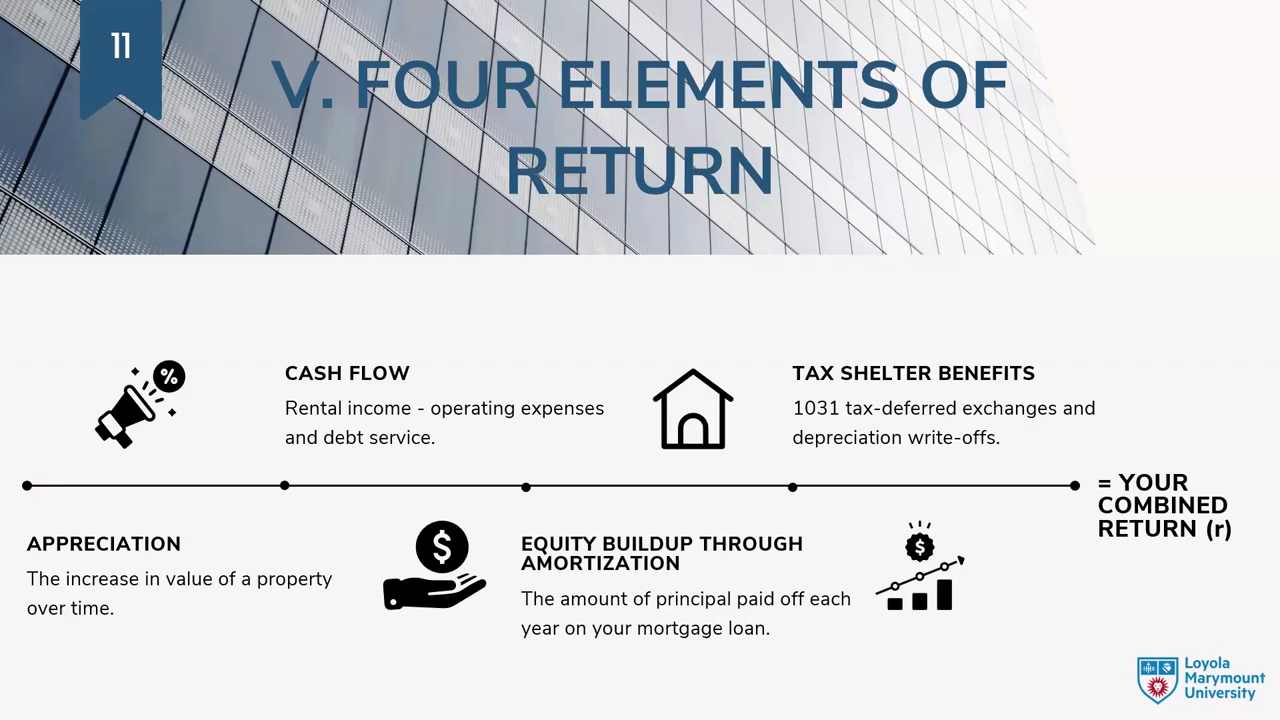 11
V. FOUR ELEMENTS OF
RETURN
%
CASH FLOW
Rental income - operating expenses
and debt service.
TAX SHELTER BENEFITS
1031 tax-deferred exchanges and
depreciation write-offs.
= YOUR
COMBINED
RETURN (r)
APPRECIATION
The increase in value of a property
over time.
$
EQUITY BUILDUP THROUGH
AMORTIZATION
The amount of principal paid off each
year on your mortgage loan.
$
Loyola
Marymount
University